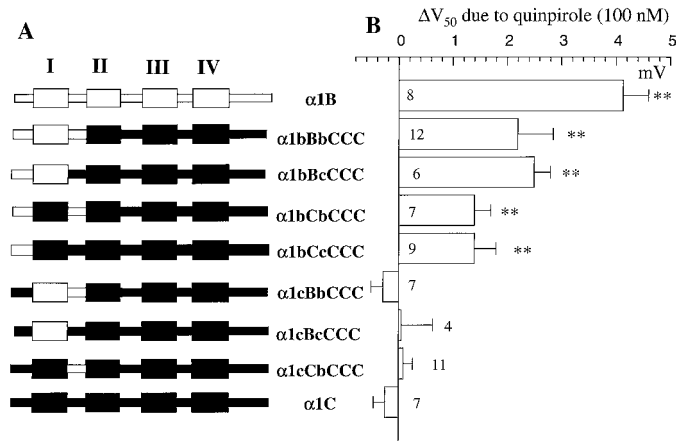 A
B
ΔV50 due to quinpirole (100 nM)
0 1 2 3 4 5
mV
I II III IV
α1B
8 **
α1bBbCCC
12 **
α1bBcCCC
6 **
α1bCbCCC
7 **
α1bCcCCC
9 **
α1cBbCCC
7
α1cBcCCC
4
α1cCbCCC
11
α1C
7